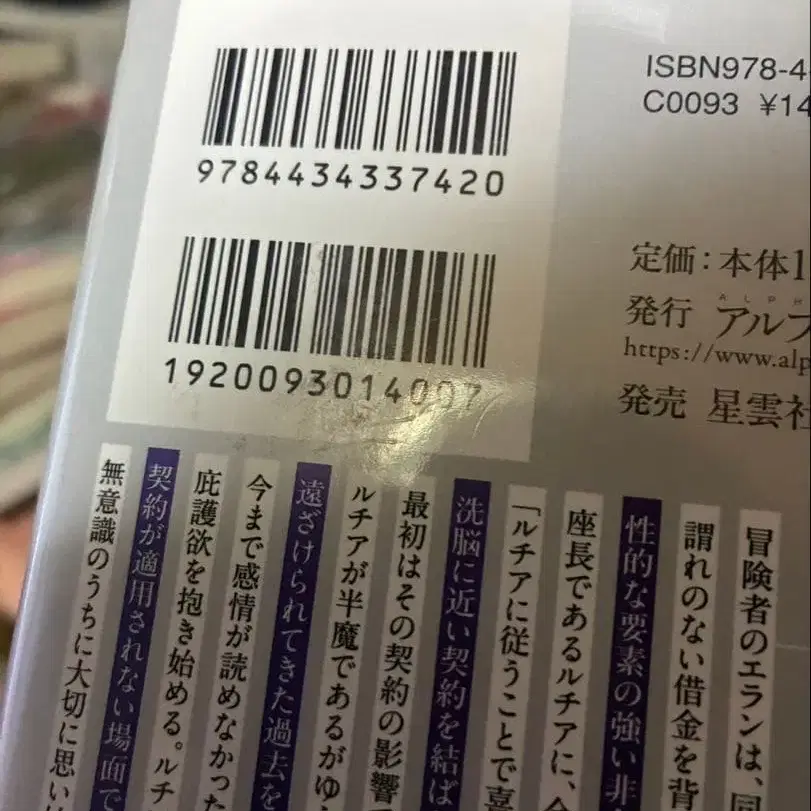 9784434337420
1920093014007
ISBN978-4
C0093 ¥14
定価：本体1
ALPH
発行 アルフ
https://www.alp
発売 星雲社
冒険者のエランは、同
謂れのない借金を背
性的な要素の強い非
座長であるルチアに、全
「ルチアに従うことで喜
洗脳に近い契約を結ば
最初はその契約の影響
ルチアが半魔であるがゆ
遠ざけられてきた過去を
今まで感情が読めなかった
庇護欲を抱き始める。ルチ
契約が適用されない場面で
無意識のうちに大切に思い